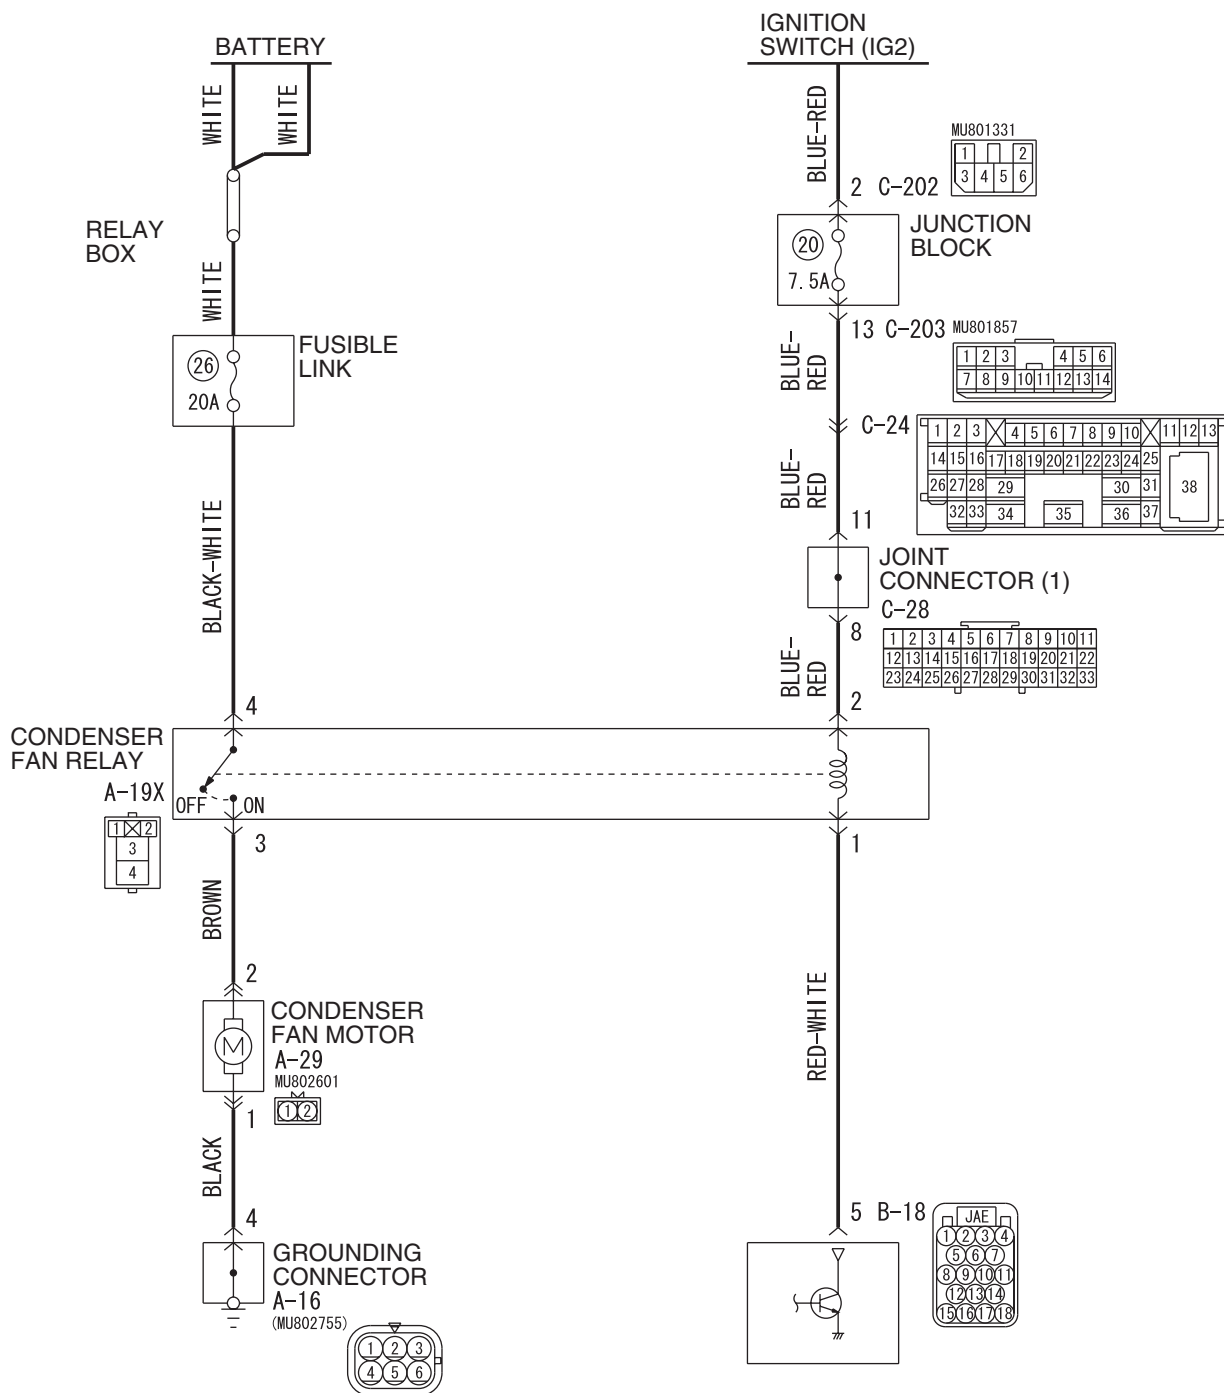 BATTERY
IGNITION
SWITCH (IG2)
WHITE
WHITE
BLUE-RED
MU801331
1 2
3 4 5 6
2 C-202
RELAY
BOX
JUNCTION
BLOCK
20
7.5A
WHITE
13 C-203 MU801857
1 2 3 4 5 6
7 8 9 10 11 12 13 14
FUSIBLE
LINK
26
20A
BLUE-
RED
C-24
1 2 3 4 5 6 7 8 9 10 11 12 13
14 15 16 17 18 19 20 21 22 23 24 25
26 27 28 29 30 31 38
32 33 34 35 36 37
BLUE-
RED
11
BLACK-WHITE
JOINT
CONNECTOR (1)
C-28
1 2 3 4 5 6 7 8 9 10 11
12 13 14 15 16 17 18 19 20 21 22
23 24 25 26 27 28 29 30 31 32 33
8
BLUE-
RED
4
2
CONDENSER
FAN RELAY
A-19X
OFF ON
1 2
3
4
3
1
BROWN
2
CONDENSER
FAN MOTOR
A-29
MU802601
1 2
M
1
RED-WHITE
BLACK
4
GROUNDING
CONNECTOR
A-16
(MU802755)
1 2 3
4 5 6
5 B-18
JAE
1 2 3 4
5 6 7
8 9 10 11
12 13 14
15 16 17 18